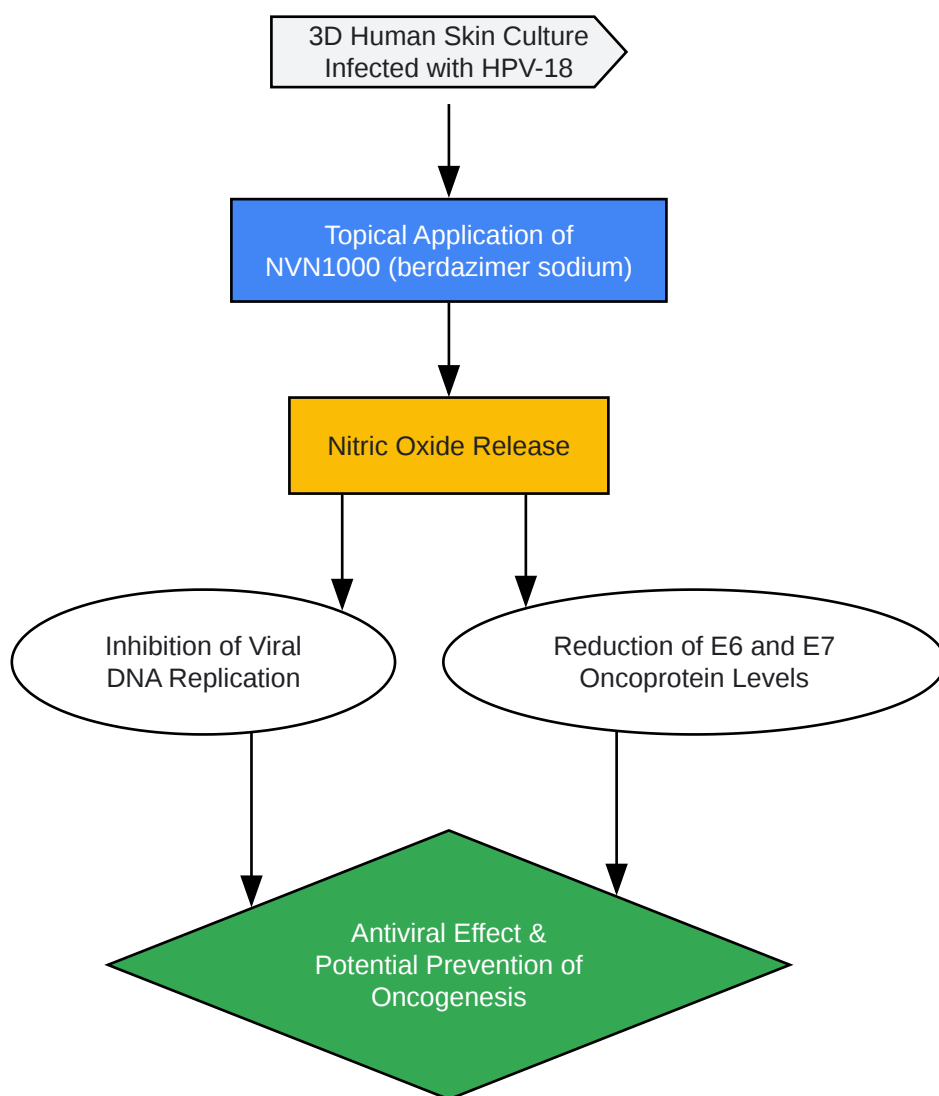 3D Human Skin Culture
Infected with HPV-18
Topical Application of
NVN1000 (berdazimer sodium)
Nitric Oxide Release
Inhibition of Viral
DNA Replication
Reduction of E6 and E7
Oncoprotein Levels
Antiviral Effect &
Potential Prevention of
Oncogenesis